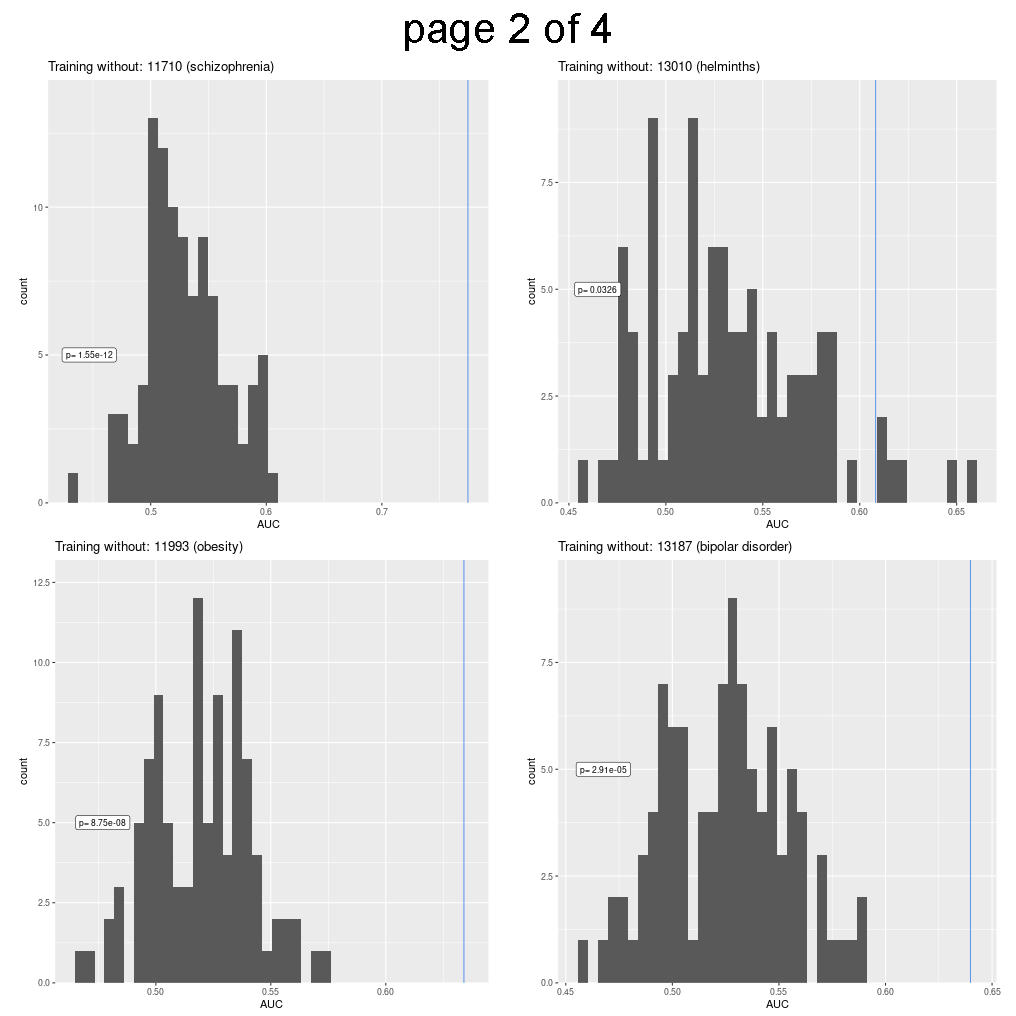 page 2 of 4
Training without: 11710 (schizophrenia)
10
5
0
count
p= 1.55e-12
0.5
0.6
0.7
AUC
Training without: 13010 (helminths)
7.5
5.0
2.5
0.0
count
p= 0.0326
0.45
0.50
0.55
0.60
0.65
AUC
Training without: 11993 (obesity)
12.5
10.0
7.5
5.0
2.5
0.0
count
p= 8.75e-08
0.50
0.55
0.60
AUC
Training without: 13187 (bipolar disorder)
7.5
5.0
2.5
0.0
count
p= 2.91e-05
0.45
0.50
0.55
0.60
0.65
AUC